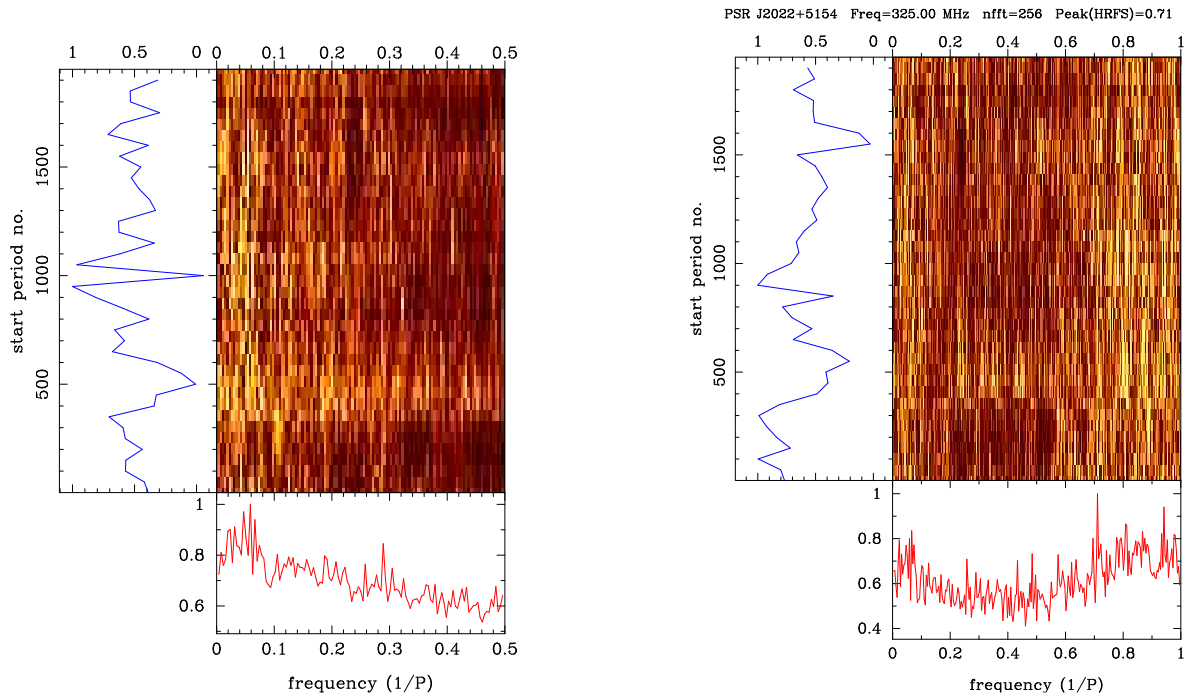 PSR J2022+5154 Freq=325.00 MHz nfft=256 Peak(HRFS)=0.71
1 0.5 0 0 0.1 0.2 0.3 0.4 0.5
start period no.
1500
1000
500
1
0.8
0.6
0 0.1 0.2 0.3 0.4 0.5
frequency (1/P)
1 0.5 0 0 0.2 0.4 0.6 0.8 1
start period no.
1500
1000
500
1
0.8
0.6
0.4
0 0.2 0.4 0.6 0.8 1
frequency (1/P)